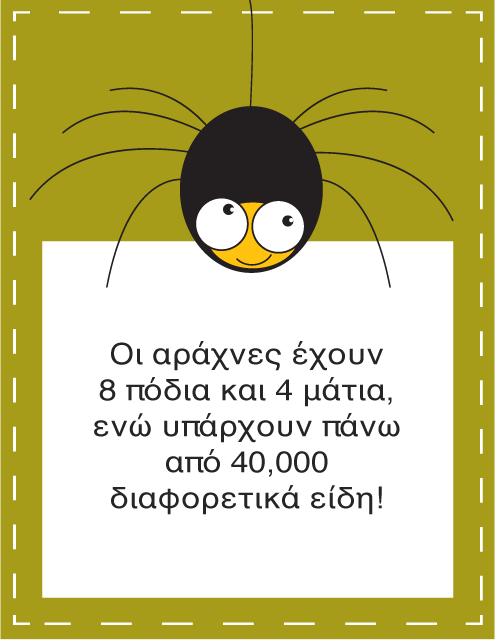 Οι αράχνες έχουν
8 πόδια και 4 μάτια,
ενώ υπάρχουν πάνω
από 40,000
διαφορετικά είδη!